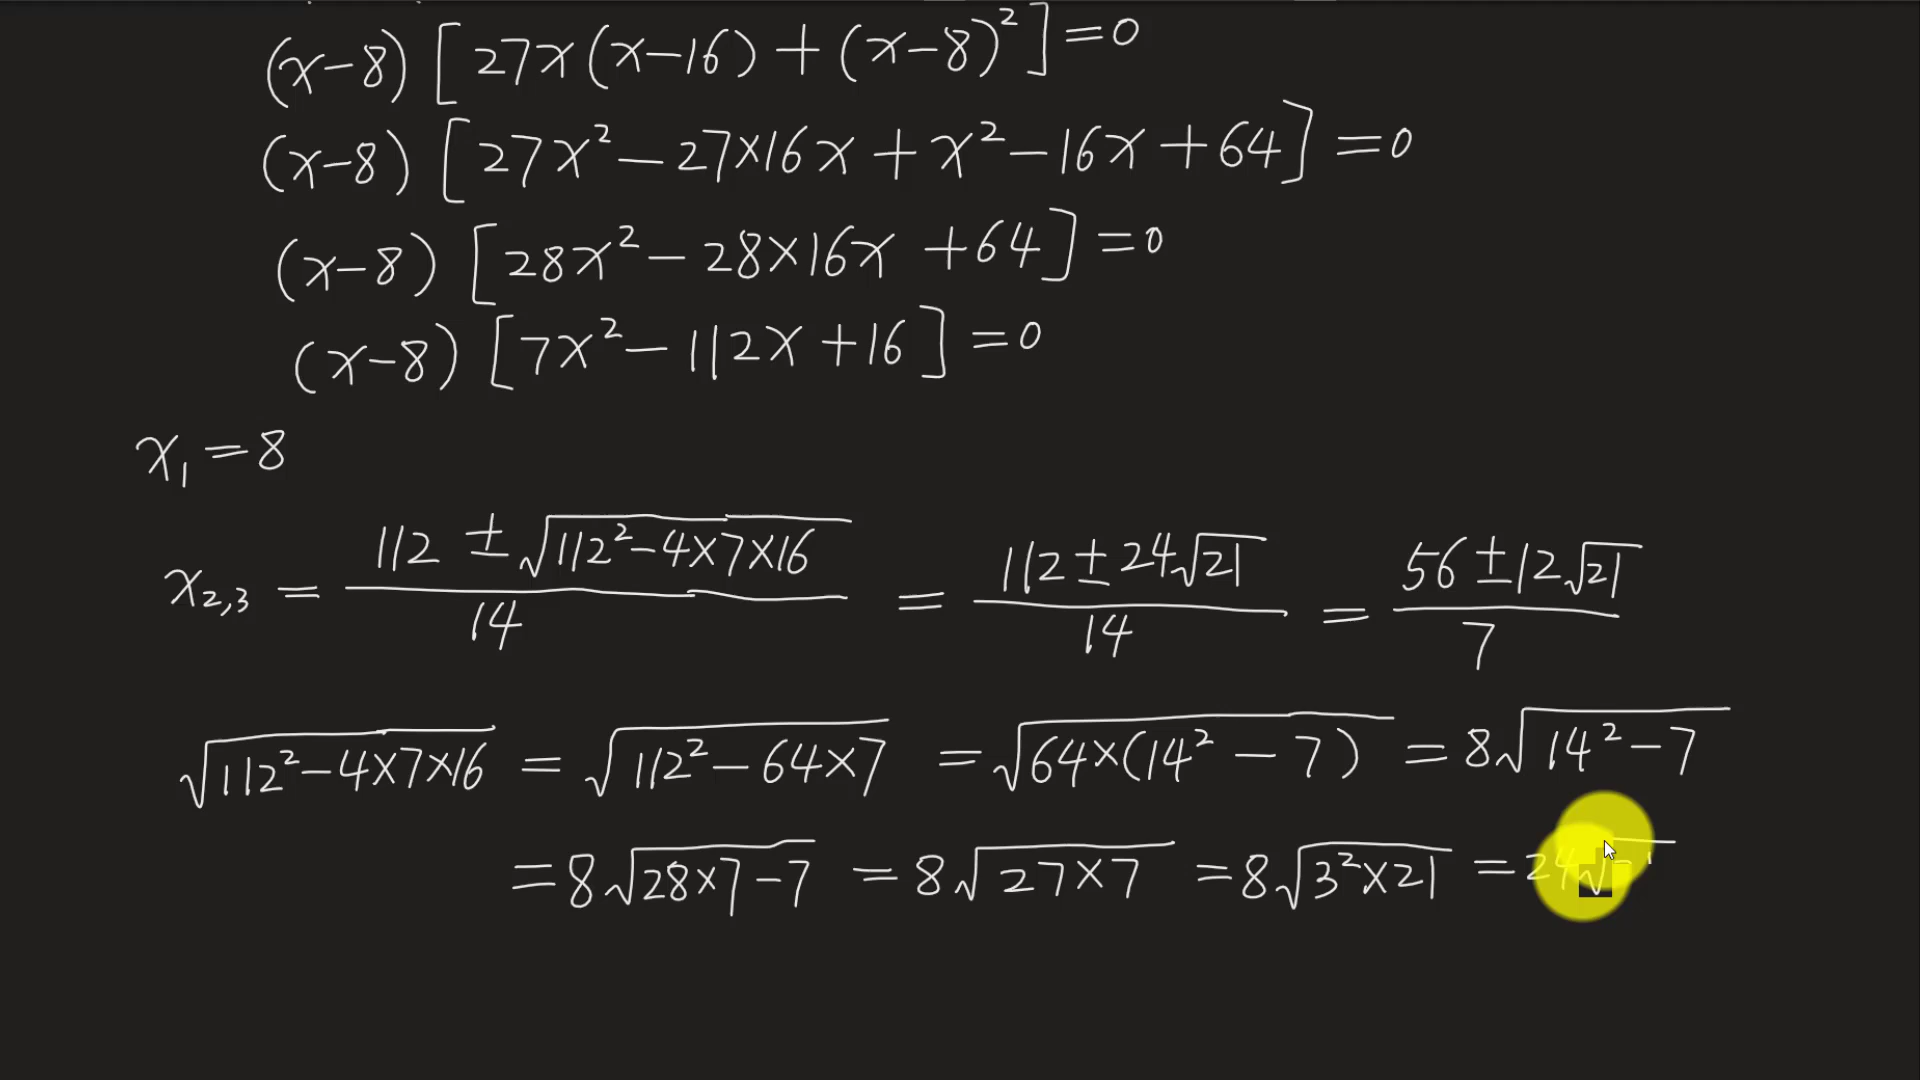 (x-8) [27x(x-16) + (x-8)²] = 0
(x-8) [27x² - 27×16x + x² - 16x + 64] = 0
(x-8) [28x² - 28×16x + 64] = 0
(x-8) [7x² - 112x + 16] = 0
x₁ = 8
x₂,₃ = (112 ± √(112² - 4×7×16))/14 = (112 ± 24√21)/14 = (56 ± 12√21)/7
√(112² - 4×7×16) = √(112² - 64×7) = √(64×(14² - 7)) = 8√(14² - 7)
= 8√(28×7 - 7) = 8√(27×7) = 8√(3²×21) = 24√